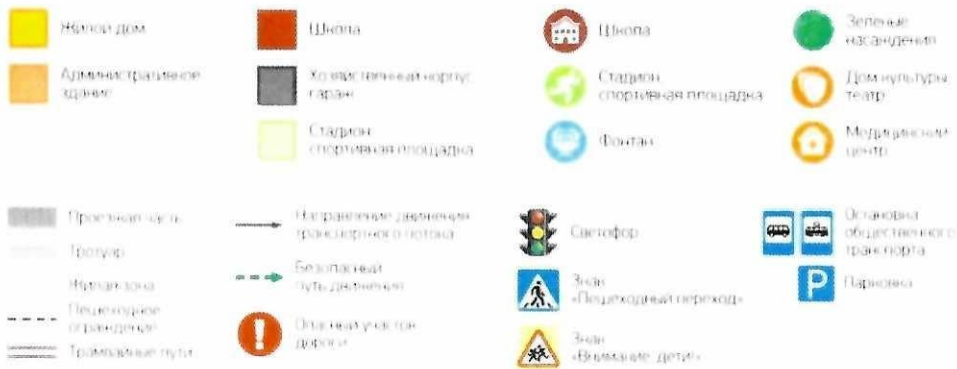 Жилой дом
Административное
здание
Школа
Хозяйственный корпус,
гараж
Стадион
спортивная площадка
Школа
Стадион
спортивная площадка
Фонтан
Зеленые
насаждения
Дом культуры
театр
Медицинский
центр
Проезжая часть
Тротуар
Жилая зона
Пешеходное
ограждение
Трамвайные пути
Направление движения
транспортного потока
Безопасный
путь движения
Опасный участок
дороги
Светофор
Знак
«Пешеходный переход»
Знак
«Внимание дети!»
Остановка
общественного
транспорта
P
Парковка